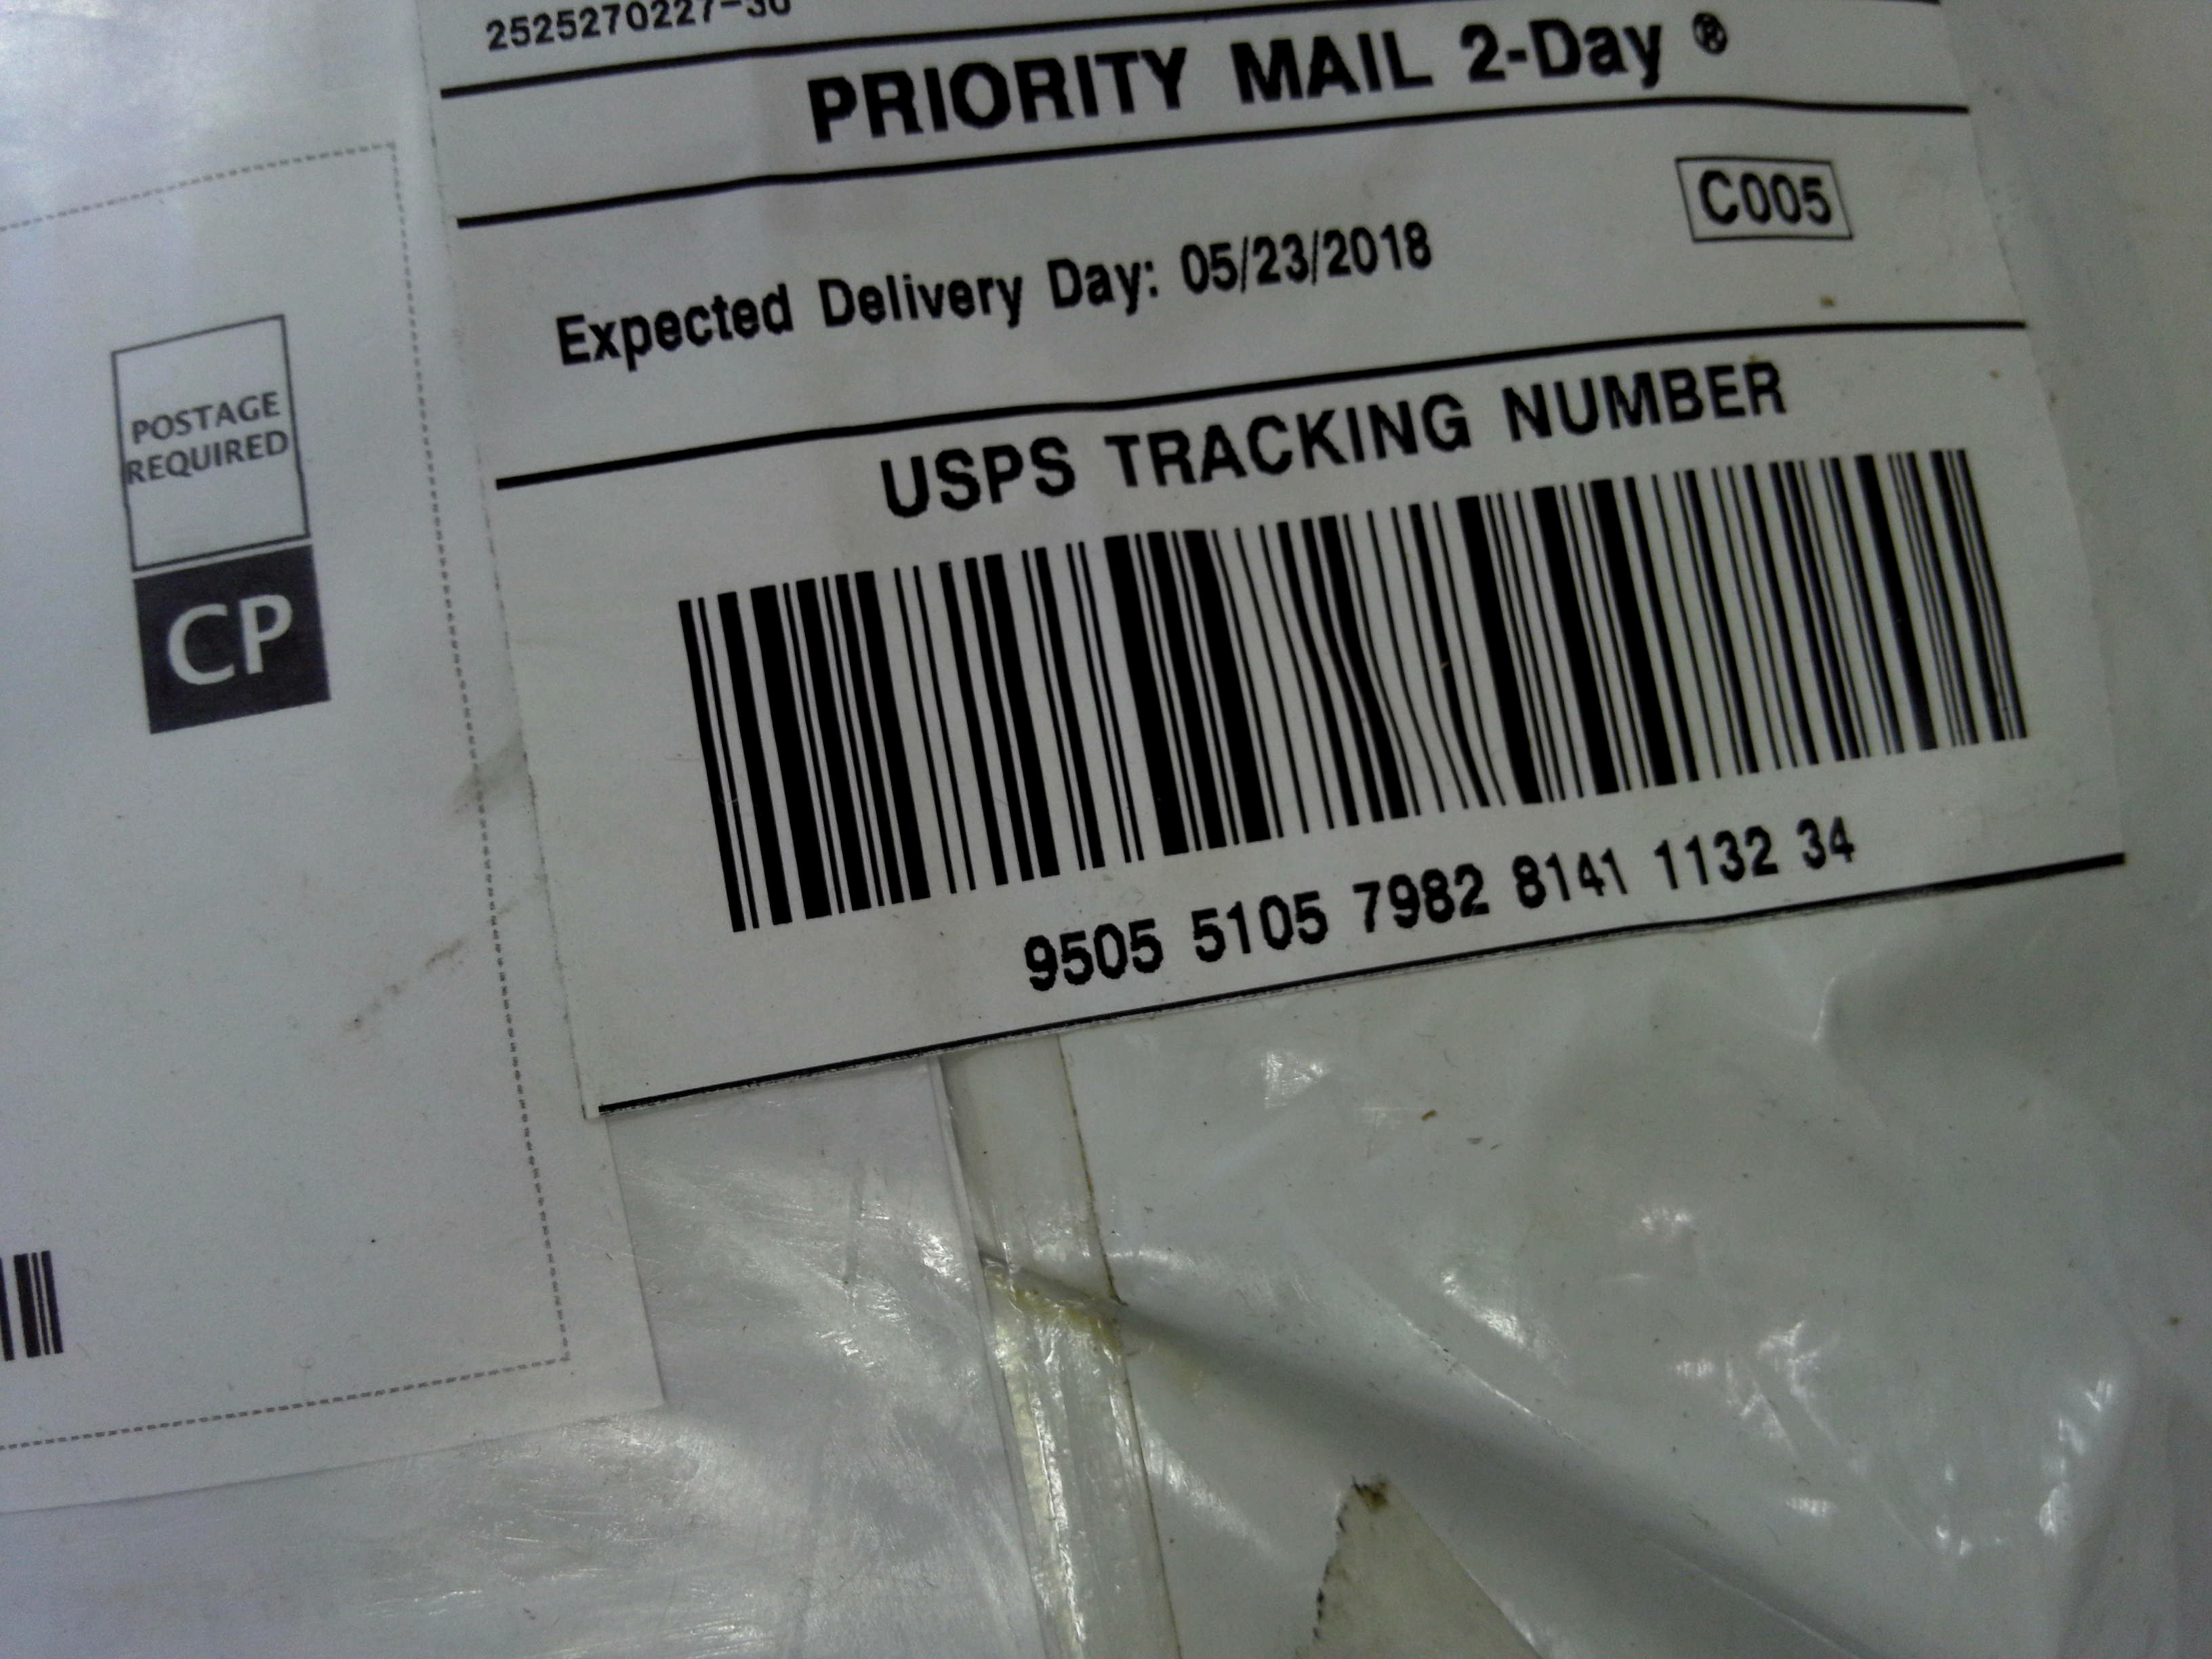 2525270227-30
PRIORITY MAIL 2-Day ®
C005
Expected Delivery Day: 05/23/2018
USPS TRACKING NUMBER
9505 5105 7982 8141 1132 34
POSTAGE
REQUIRED
CP